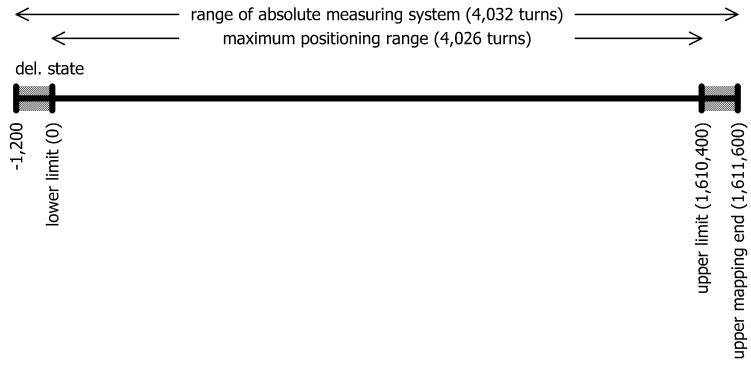 range of absolute measuring system (4,032 turns)
maximum positioning range (4,026 turns)
del. state
-1,200
lower limit (0)
upper limit (1,610,400)
upper mapping end (1,611,600)